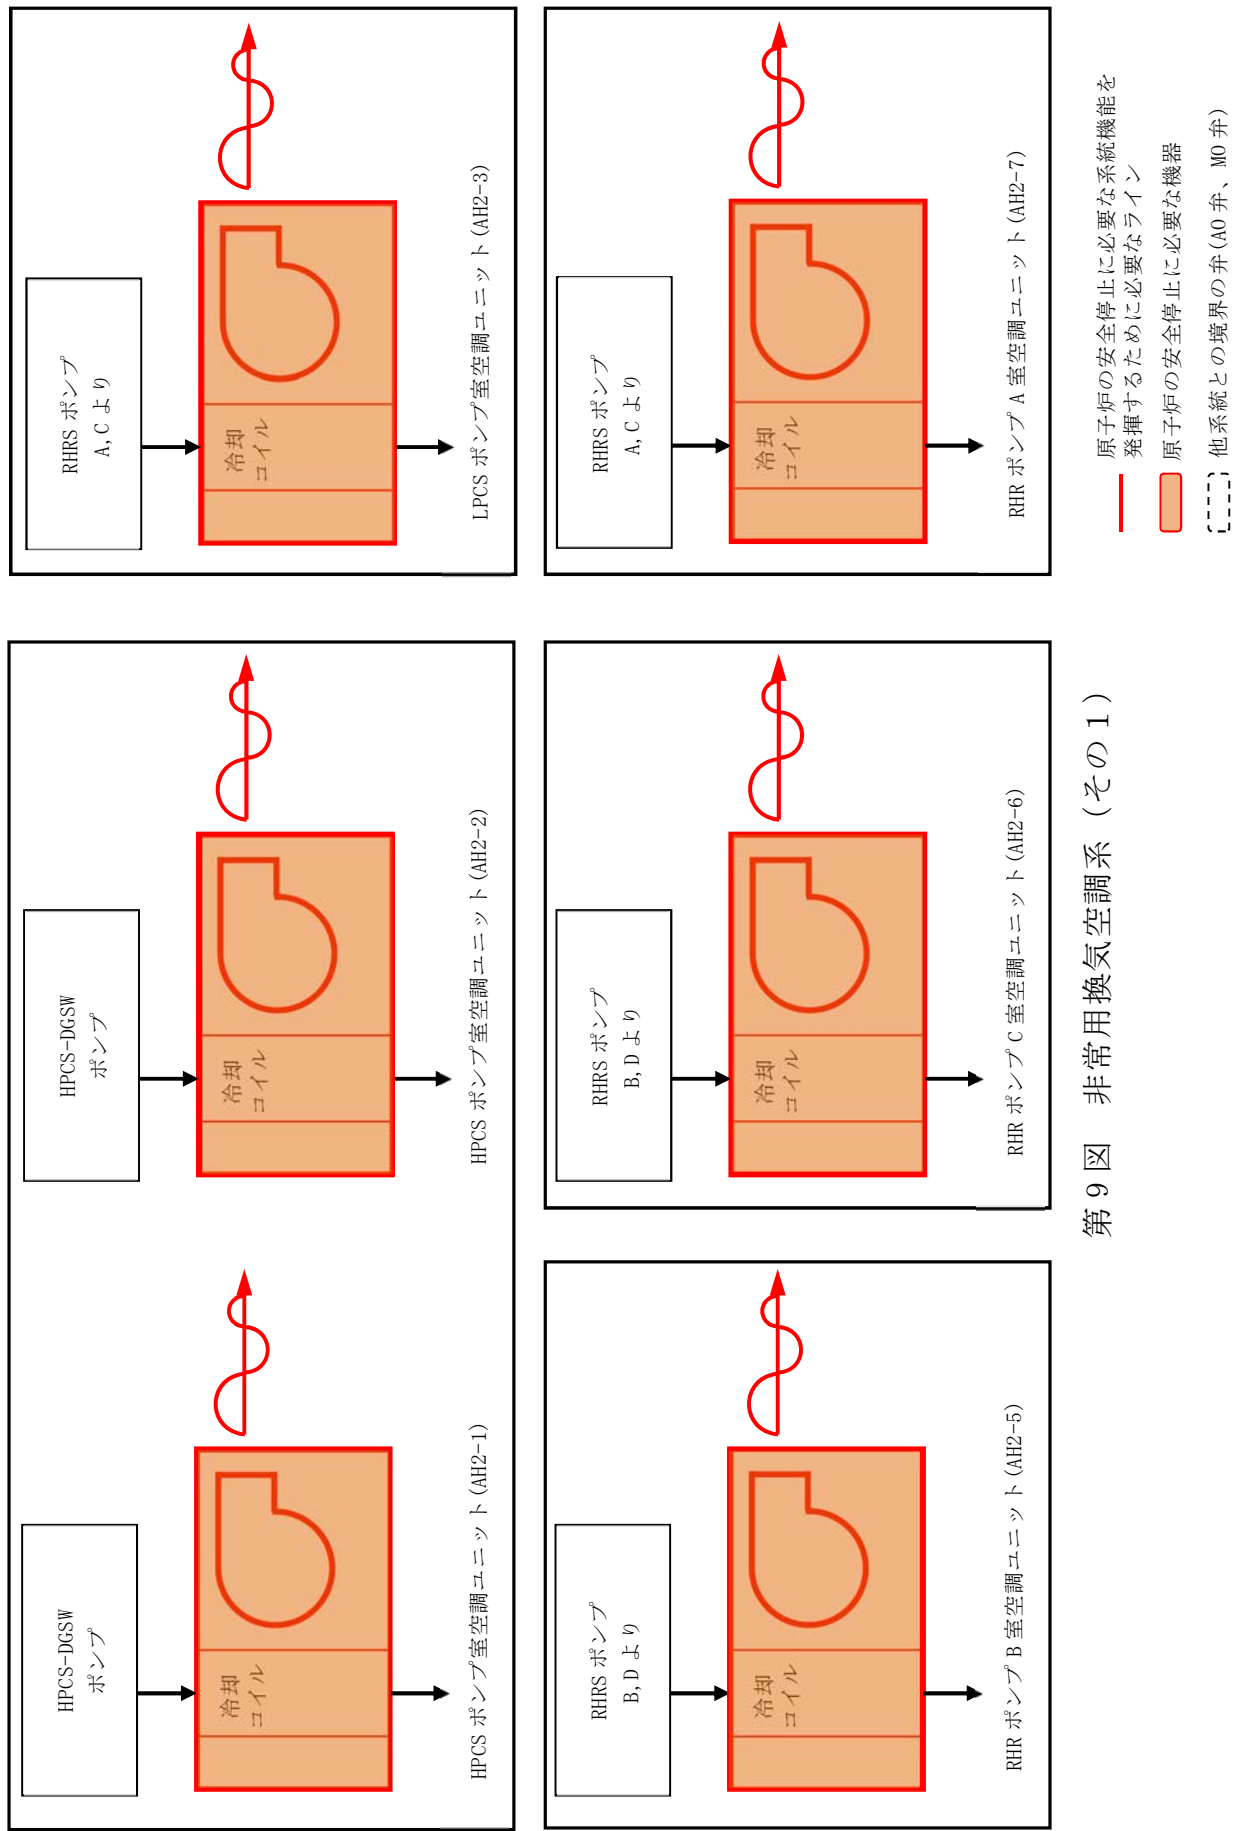 HPCS-DGSW
ポンプ
冷却
コイル
HPCS ポンプ室空調ユニット(AH2-1)
HPCS-DGSW
ポンプ
冷却
コイル
HPCS ポンプ室空調ユニット(AH2-2)
RHRS ポンプ
A,C より
冷却
コイル
LPCS ポンプ室空調ユニット(AH2-3)
RHRS ポンプ
B,D より
冷却
コイル
RHR ポンプ B 室空調ユニット(AH2-5)
RHRS ポンプ
B,D より
冷却
コイル
RHR ポンプ C 室空調ユニット(AH2-6)
RHRS ポンプ
A,C より
冷却
コイル
RHR ポンプ A 室空調ユニット(AH2-7)
第9図 非常用換気空調系（その1）
原子炉の安全停止に必要な系統機能を
発揮するために必要なライン
原子炉の安全停止に必要な機器
他系統との境界の弁(AO 弁、MO 弁)